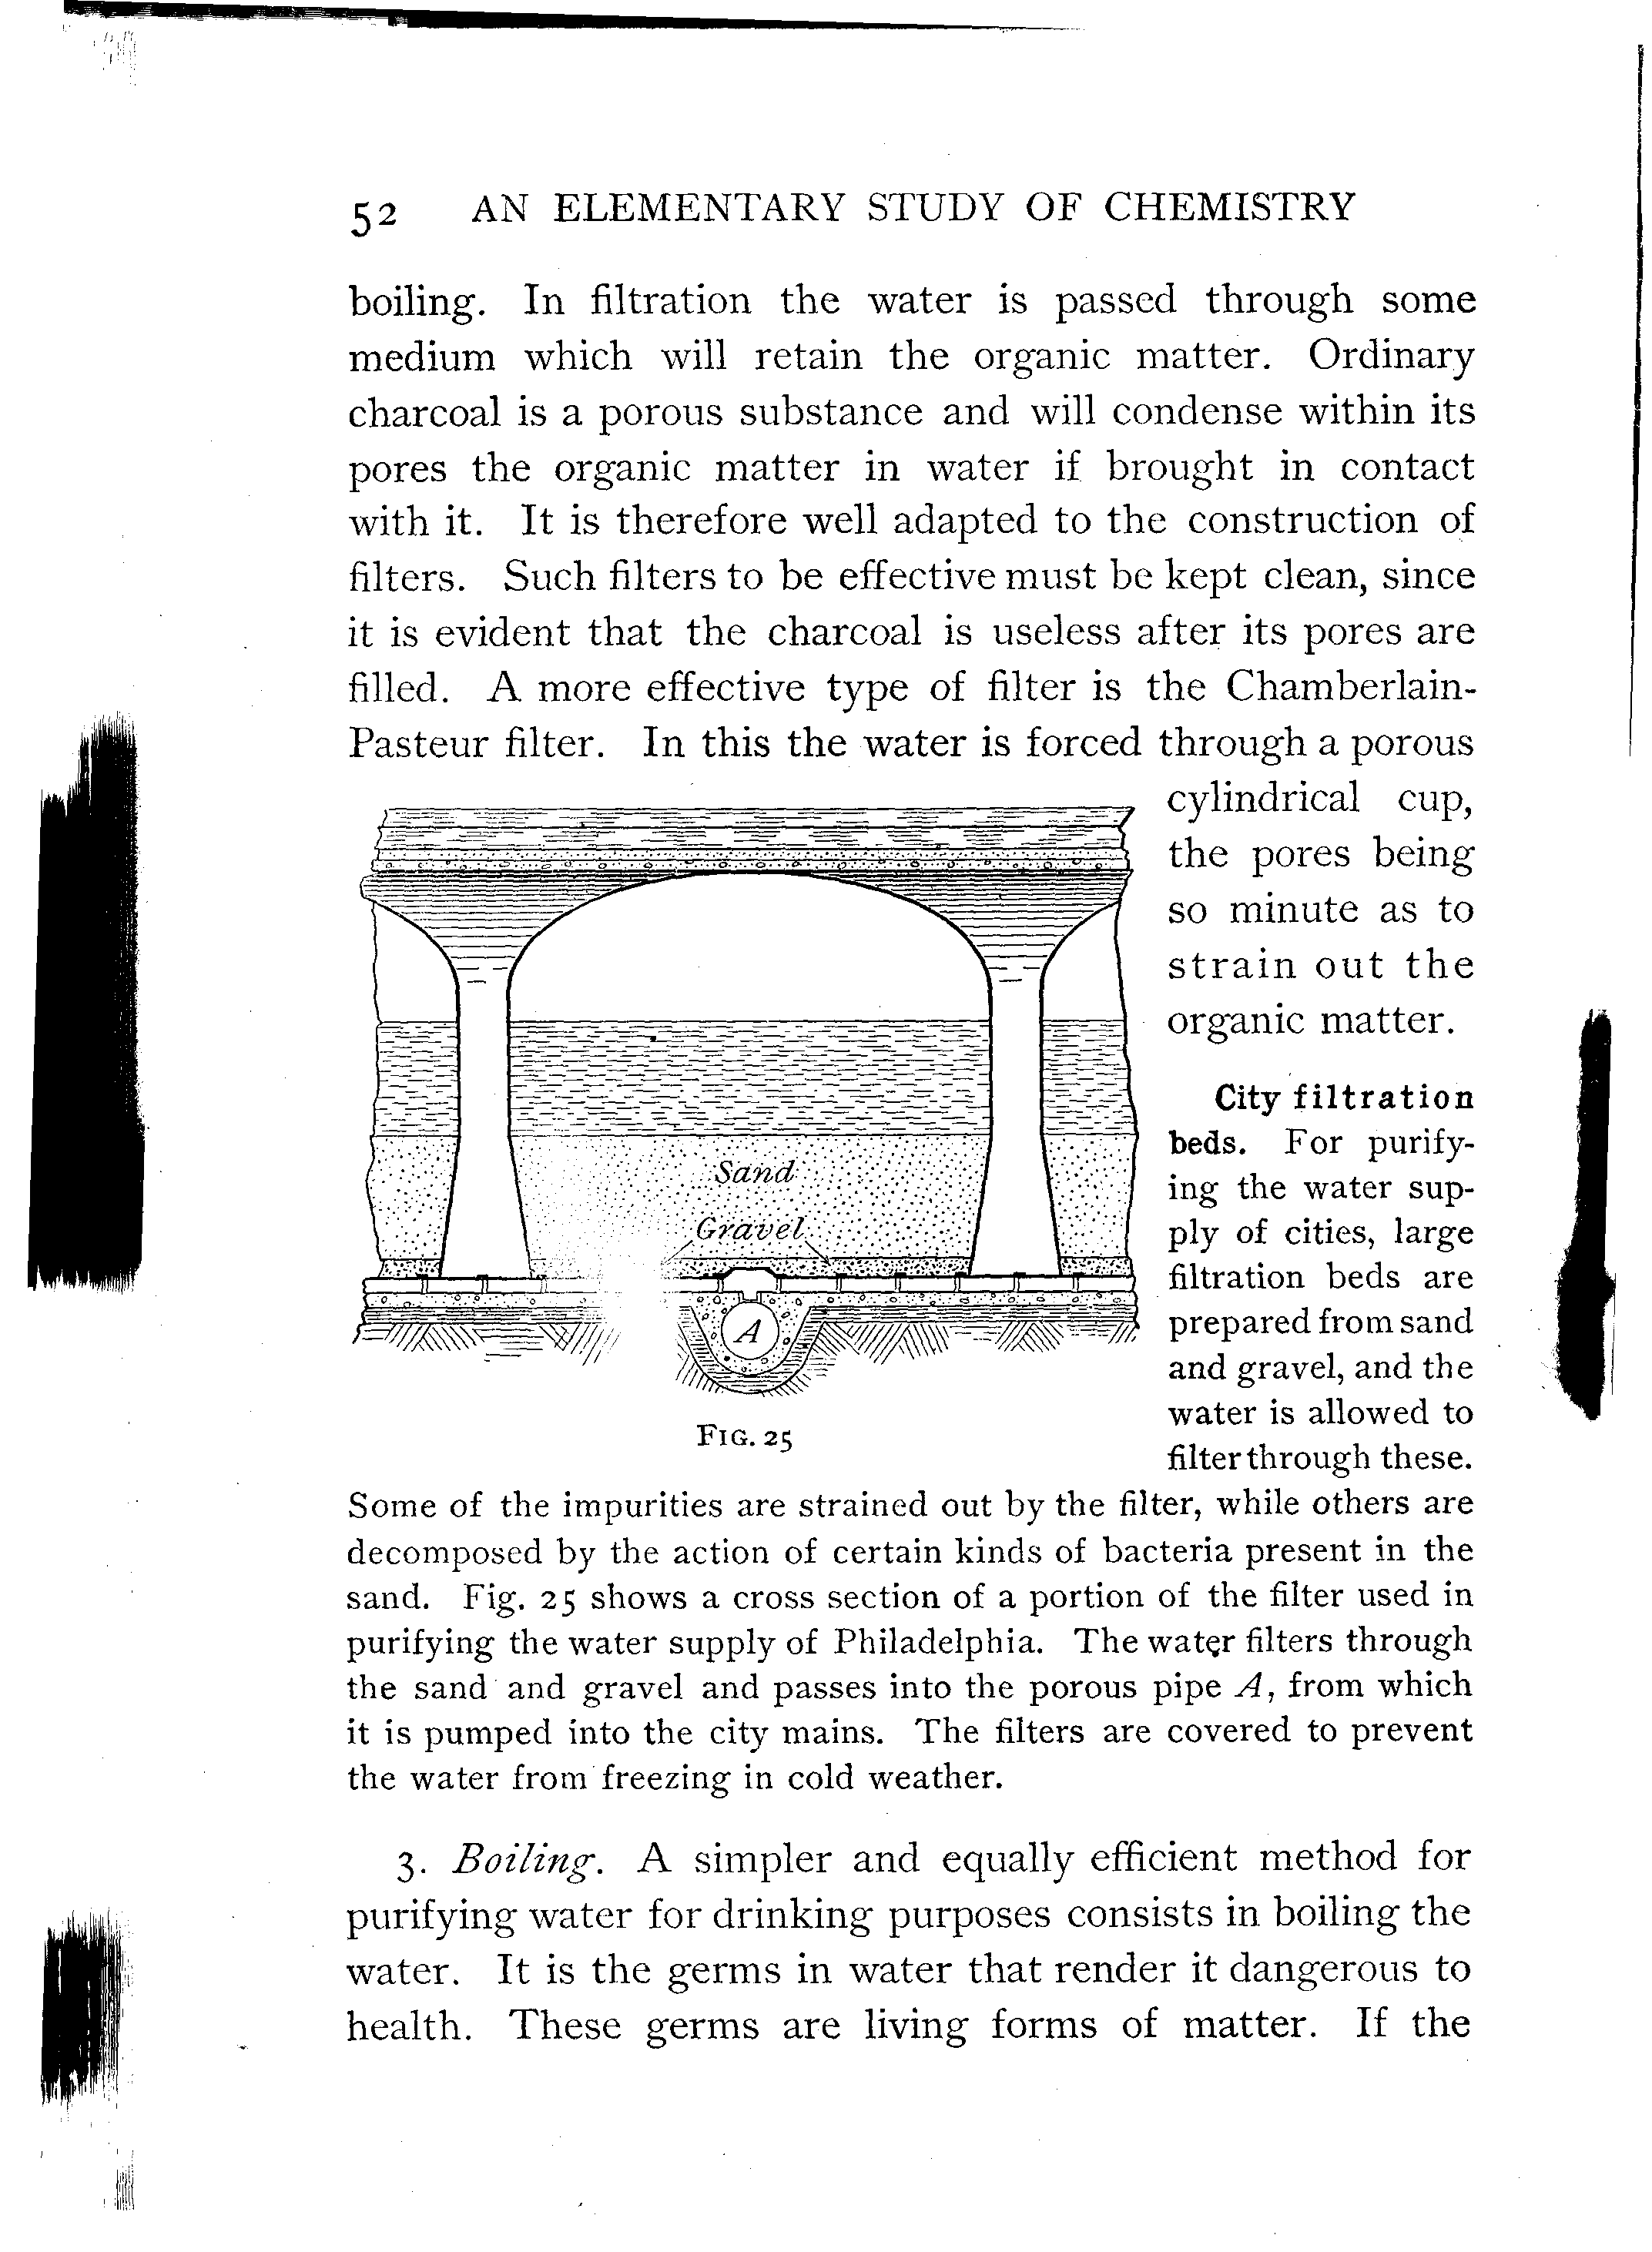 52 AN ELEMENTARY STUDY OF CHEMISTRY
boiling. In filtration the water is passed through some
medium which will retain the organic matter. Ordinary
charcoal is a porous substance and will condense within its
pores the organic matter in water if brought in contact
with it. It is therefore well adapted to the construction of
filters. Such filters to be effective must be kept clean, since
it is evident that the charcoal is useless after its pores are
filled. A more effective type of filter is the Chamberlain-
Pasteur filter. In this the water is forced through a porous
cylindrical cup,
the pores being
so minute as to
strain out the
organic matter.
Sand
Gravel
A
FIG. 25
City filtration
beds. For purify-
ing the water sup-
ply of cities, large
filtration beds are
prepared from sand
and gravel, and the
water is allowed to
filter through these.
Some of the impurities are strained out by the filter, while others are
decomposed by the action of certain kinds of bacteria present in the
sand. Fig. 25 shows a cross section of a portion of the filter used in
purifying the water supply of Philadelphia. The water filters through
the sand and gravel and passes into the porous pipe A, from which
it is pumped into the city mains. The filters are covered to prevent
the water from freezing in cold weather.
3. Boiling. A simpler and equally efficient method for
purifying water for drinking purposes consists in boiling the
water. It is the germs in water that render it dangerous to
health. These germs are living forms of matter. If the